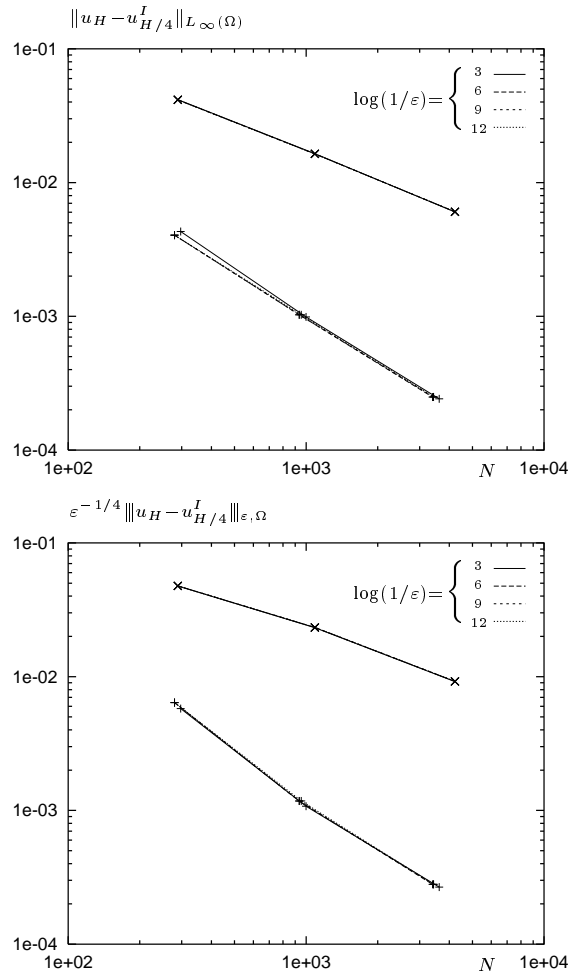 ‖u_H−u^I_{H/4}‖_{L∞(Ω)}
1e-01
log(1/ε)=
3
6
9
12
1e-02
1e-03
1e-04
1e+02 1e+03 N 1e+04
ε^{−1/4}|||u_H−u^I_{H/4}|||_{ε,Ω}
1e-01
log(1/ε)=
3
6
9
12
1e-02
1e-03
1e-04
1e+02 1e+03 N 1e+04